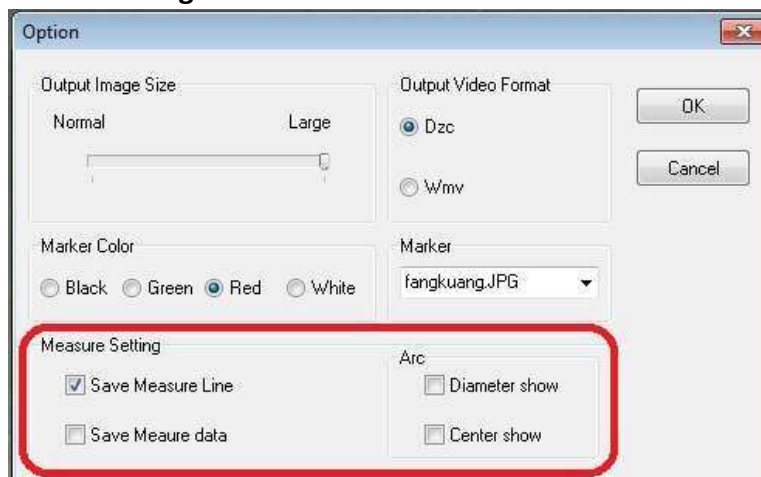 Option
Output Image Size
Normal Large
Output Video Format
Dzc
Wmv
OK
Cancel
Marker Color
Black Green Red White
Marker
fangkuang.JPG
Measure Setting
Save Measure Line
Save Meaure data
Arc
Diameter show
Center show